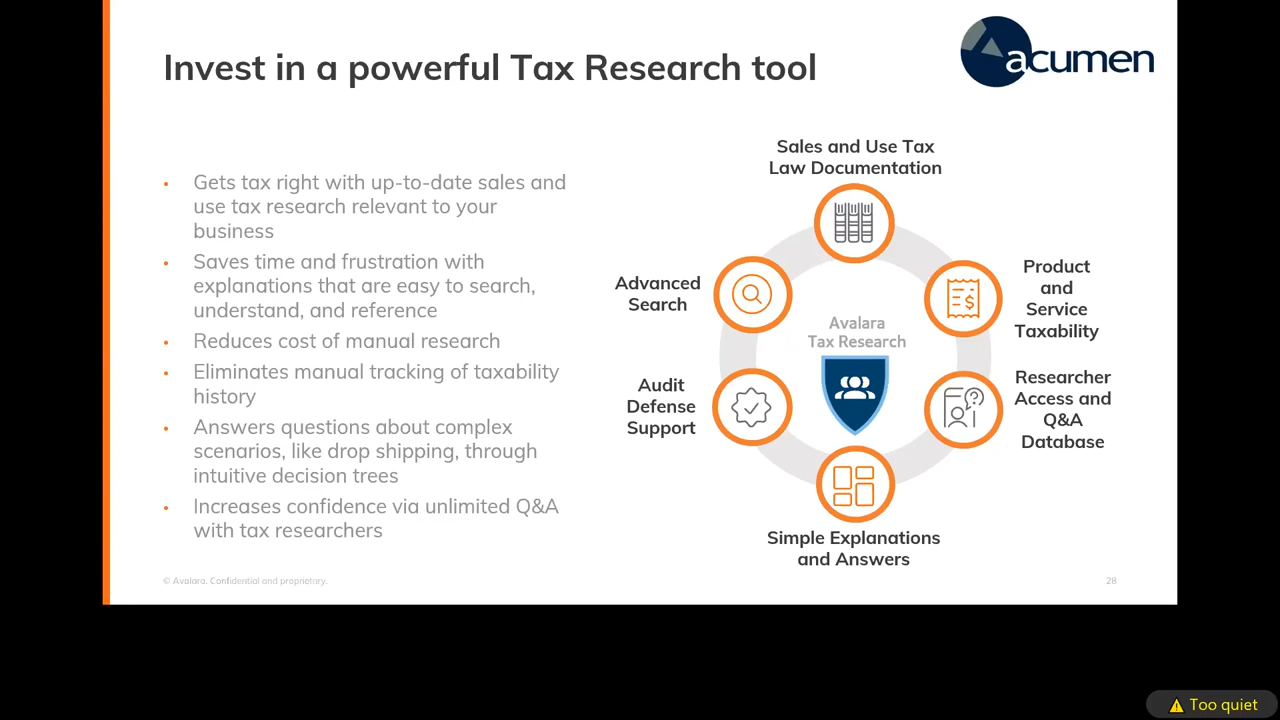 Invest in a powerful Tax Research tool
acumen
• Gets tax right with up-to-date sales and
use tax research relevant to your
business
• Saves time and frustration with
explanations that are easy to search,
understand, and reference
• Reduces cost of manual research
• Eliminates manual tracking of taxability
history
• Answers questions about complex
scenarios, like drop shipping, through
intuitive decision trees
• Increases confidence via unlimited Q&A
with tax researchers
Sales and Use Tax
Law Documentation
Advanced
Search
Product
and
Service
Taxability
Avalara
Tax Research
Audit
Defense
Support
Researcher
Access and
Q&A
Database
Simple Explanations
and Answers
© Avalara. Confidential and proprietary.
28
Too quiet